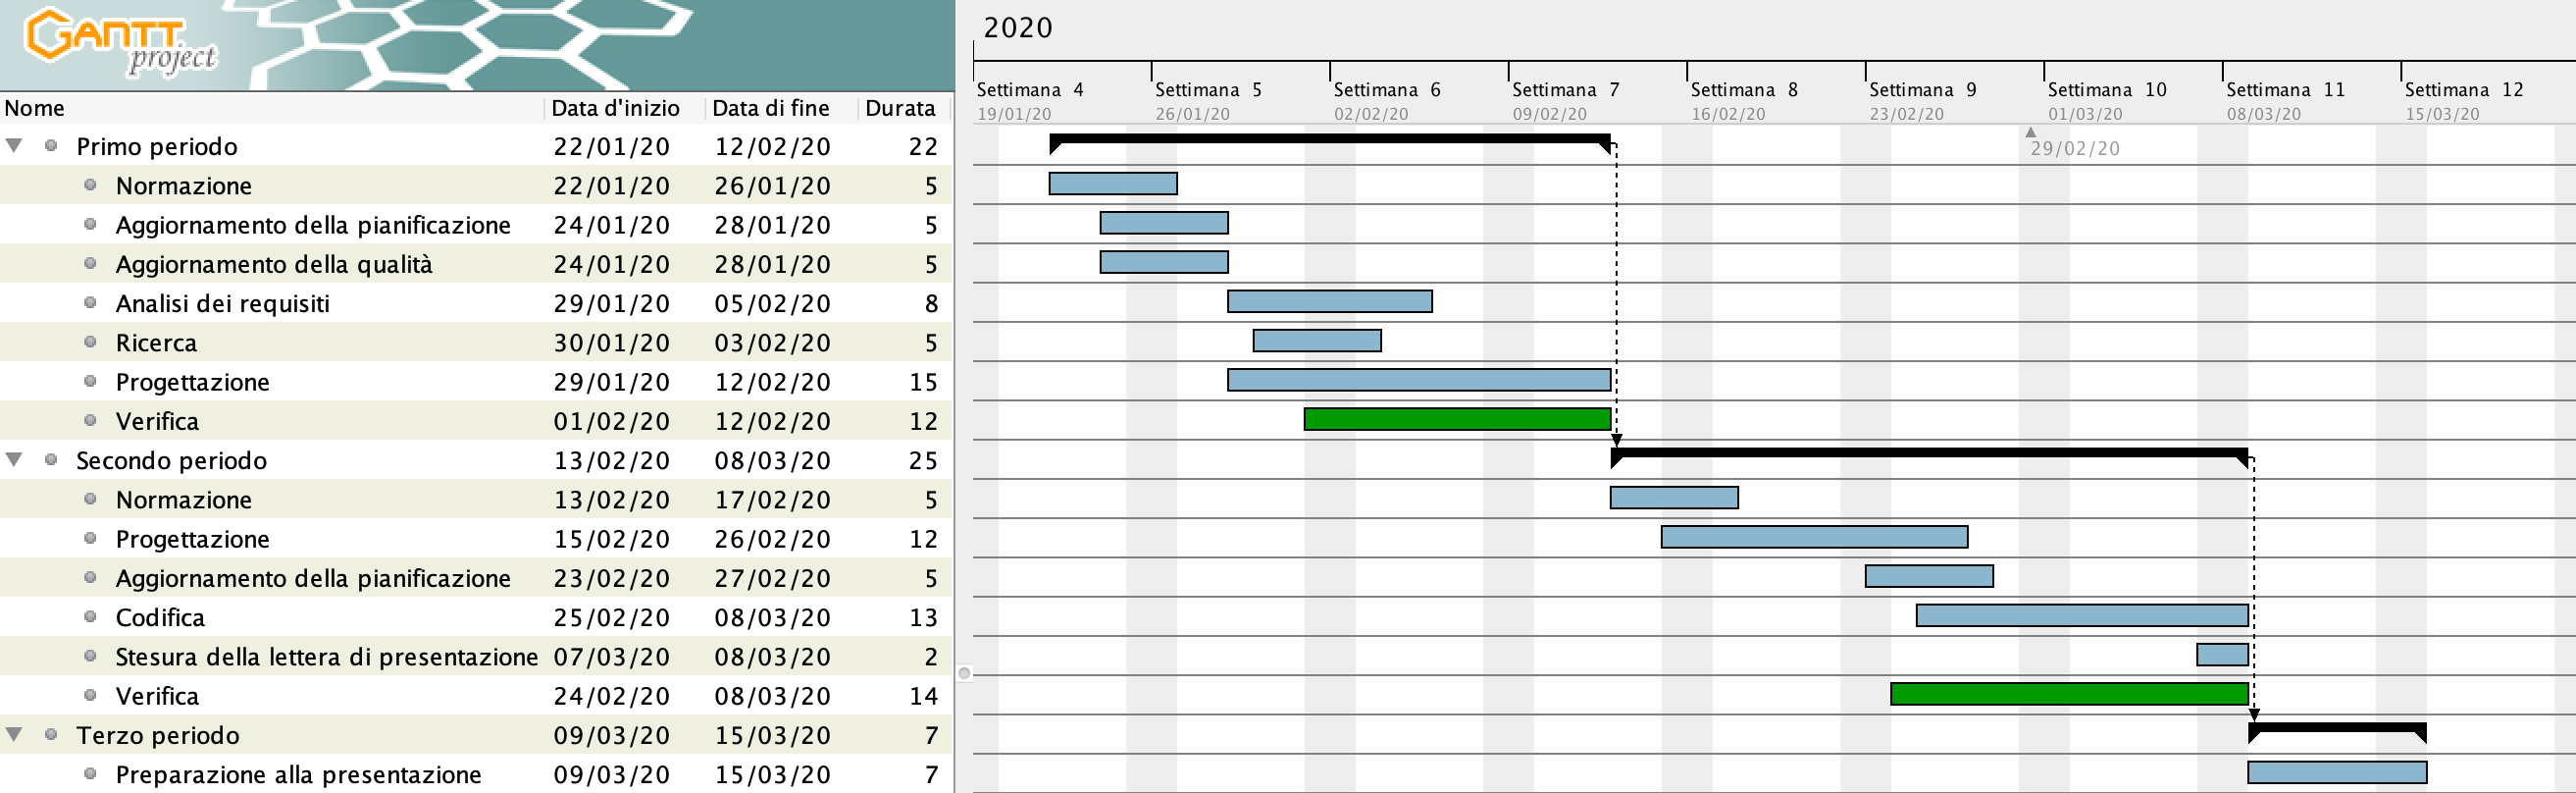 GANTT
project
2020
Settimana 4 Settimana 5 Settimana 6 Settimana 7 Settimana 8 Settimana 9 Settimana 10 Settimana 11 Settimana 12
19/01/20 26/01/20 02/02/20 09/02/20 16/02/20 23/02/20 01/03/20 08/03/20 15/03/20
Nome Data d'inizio Data di fine Durata
Primo periodo 22/01/20 12/02/20 22
29/02/20
Normazione 22/01/20 26/01/20 5
Aggiornamento della pianificazione 24/01/20 28/01/20 5
Aggiornamento della qualità 24/01/20 28/01/20 5
Analisi dei requisiti 29/01/20 05/02/20 8
Ricerca 30/01/20 03/02/20 5
Progettazione 29/01/20 12/02/20 15
Verifica 01/02/20 12/02/20 12
Secondo periodo 13/02/20 08/03/20 25
Normazione 13/02/20 17/02/20 5
Progettazione 15/02/20 26/02/20 12
Aggiornamento della pianificazione 23/02/20 27/02/20 5
Codifica 25/02/20 08/03/20 13
Stesura della lettera di presentazione 07/03/20 08/03/20 2
Verifica 24/02/20 08/03/20 14
Terzo periodo 09/03/20 15/03/20 7
Preparazione alla presentazione 09/03/20 15/03/20 7